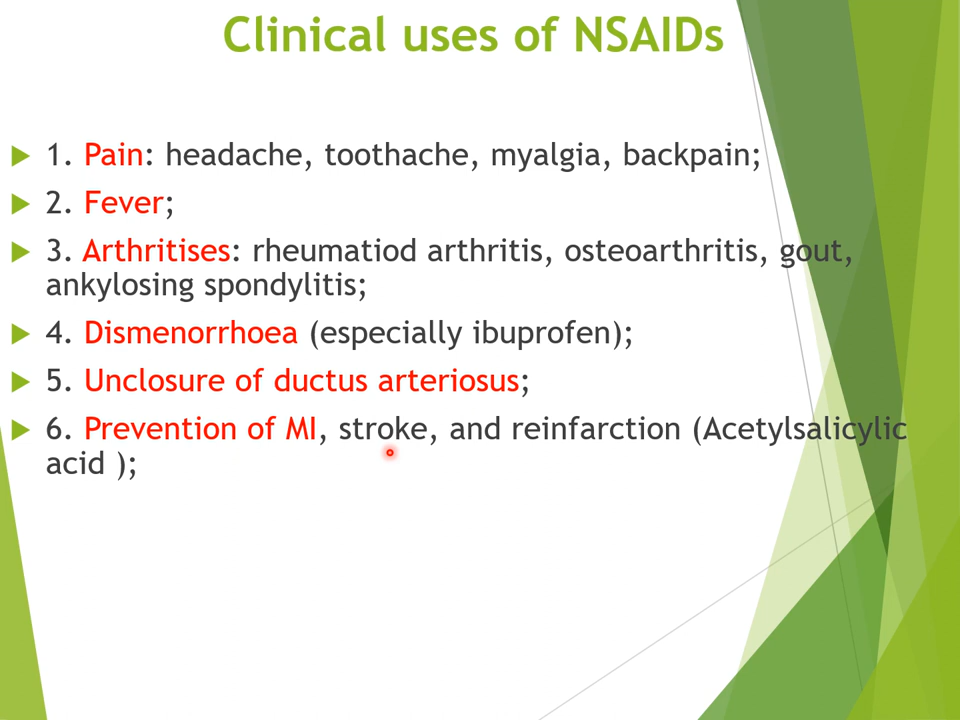 Clinical uses of NSAIDs
1. Pain: headache, toothache, myalgia, backpain;
2. Fever;
3. Arthritises: rheumatiod arthritis, osteoarthritis, gout,
ankylosing spondylitis;
4. Dismenorrhoea (especially ibuprofen);
5. Unclosure of ductus arteriosus;
6. Prevention of MI, stroke, and reinfarction (Acetylsalicylic
acid );